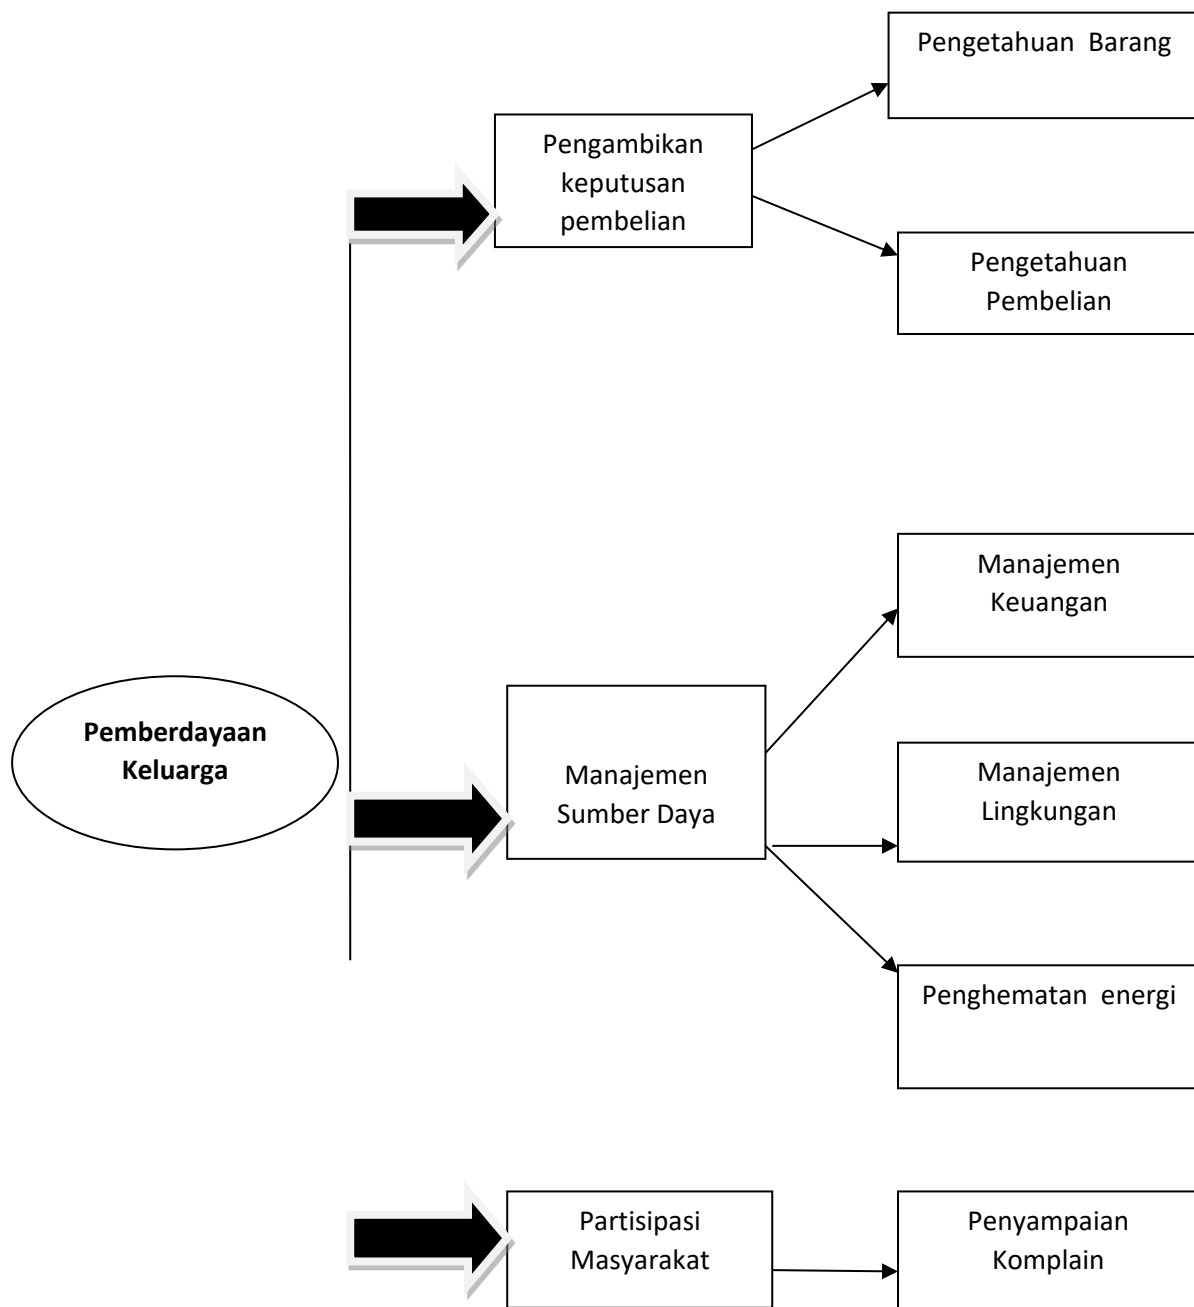 Pengetahuan Barang
Pengambikan
keputusan
pembelian
Pengetahuan
Pembelian
Manajemen
Keuangan
Pemberdayaan
Keluarga
Manajemen
Sumber Daya
Manajemen
Lingkungan
Penghematan energi
Partisipasi
Masyarakat
Penyampaian
Komplain